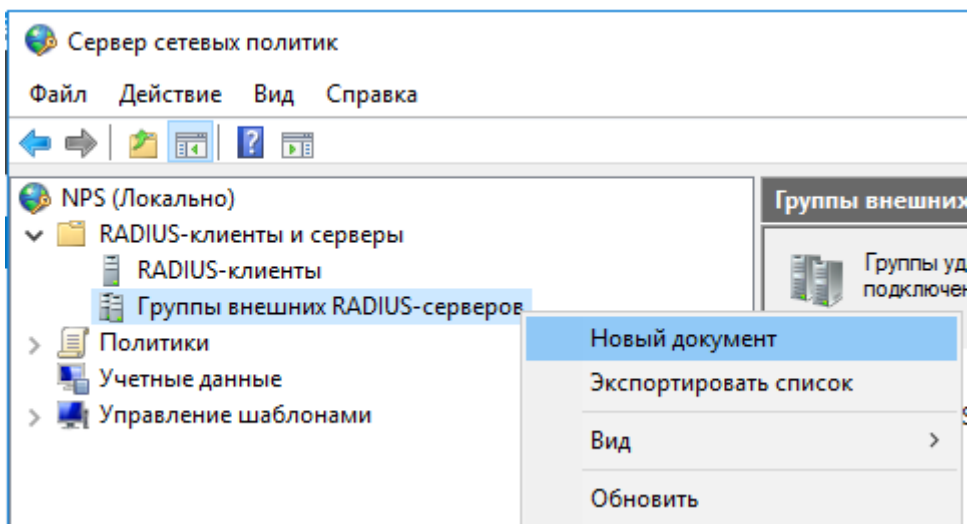 Сервер сетевых политик
Файл Действие Вид Справка
NPS (Локально)
RADIUS-клиенты и серверы
RADIUS-клиенты
Группы внешних RADIUS-серверов
Политики
Учетные данные
Управление шаблонами
Группы внешних
Группы уд
подключен
Новый документ
Экспортировать список
Вид
Обновить